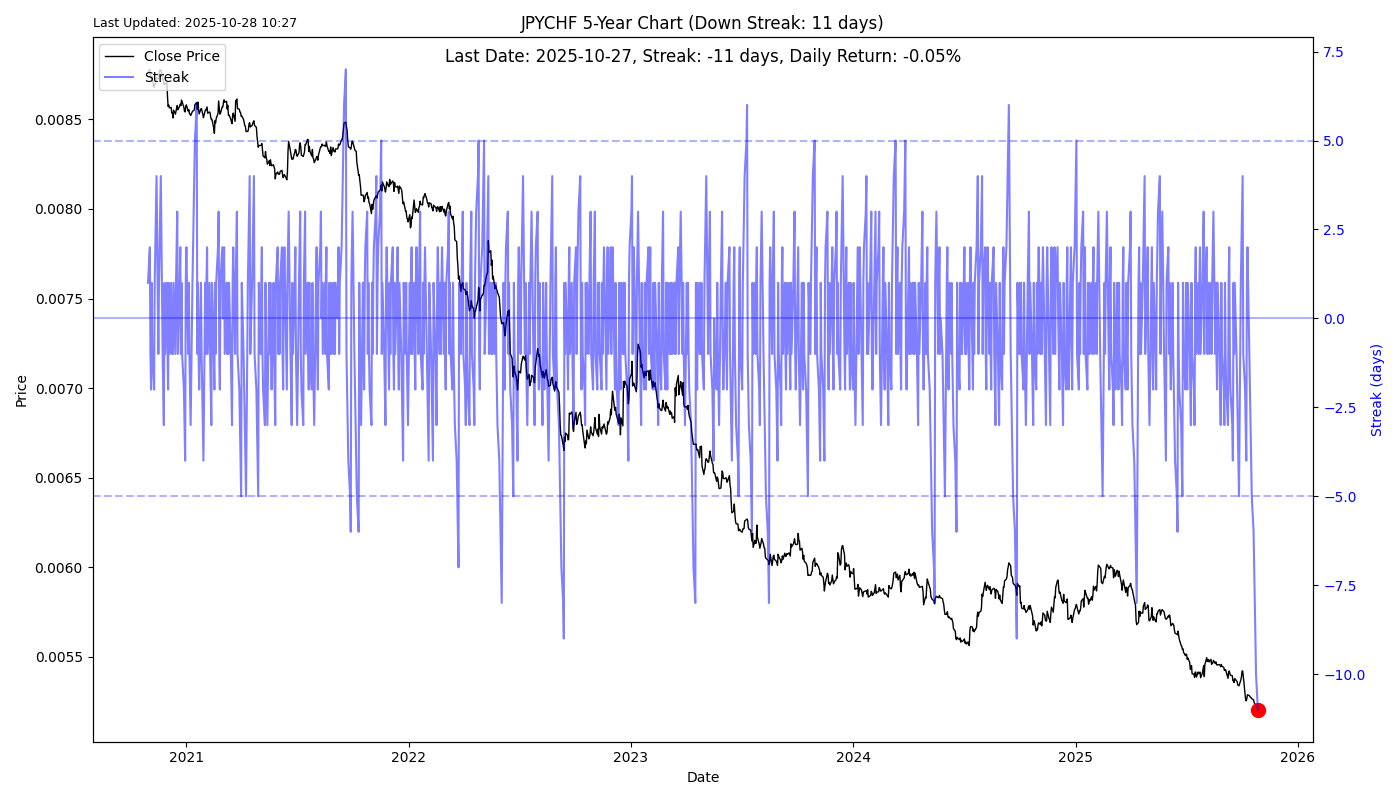 Last Updated: 2025-10-28 10:27
JPYCHF 5-Year Chart (Down Streak: 11 days)
Last Date: 2025-10-27, Streak: -11 days, Daily Return: -0.05%
Close Price
Streak
Price
0.0085
0.0080
0.0075
0.0070
0.0065
0.0060
0.0055
7.5
5.0
2.5
0.0
−2.5
−5.0
−7.5
−10.0
Streak (days)
2021
2022
2023
2024
2025
2026
Date